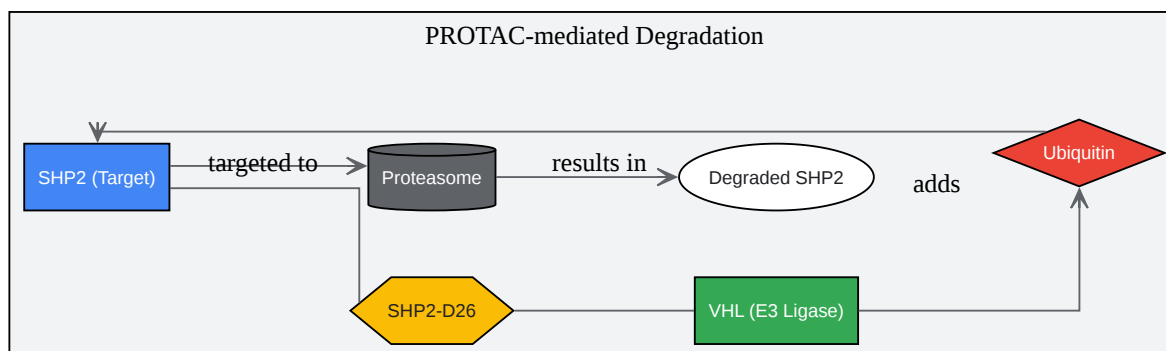 PROTAC-mediated Degradation
SHP2 (Target)
targeted to
Proteasome
results in
Degraded SHP2
adds
Ubiquitin
SHP2-D26
VHL (E3 Ligase)